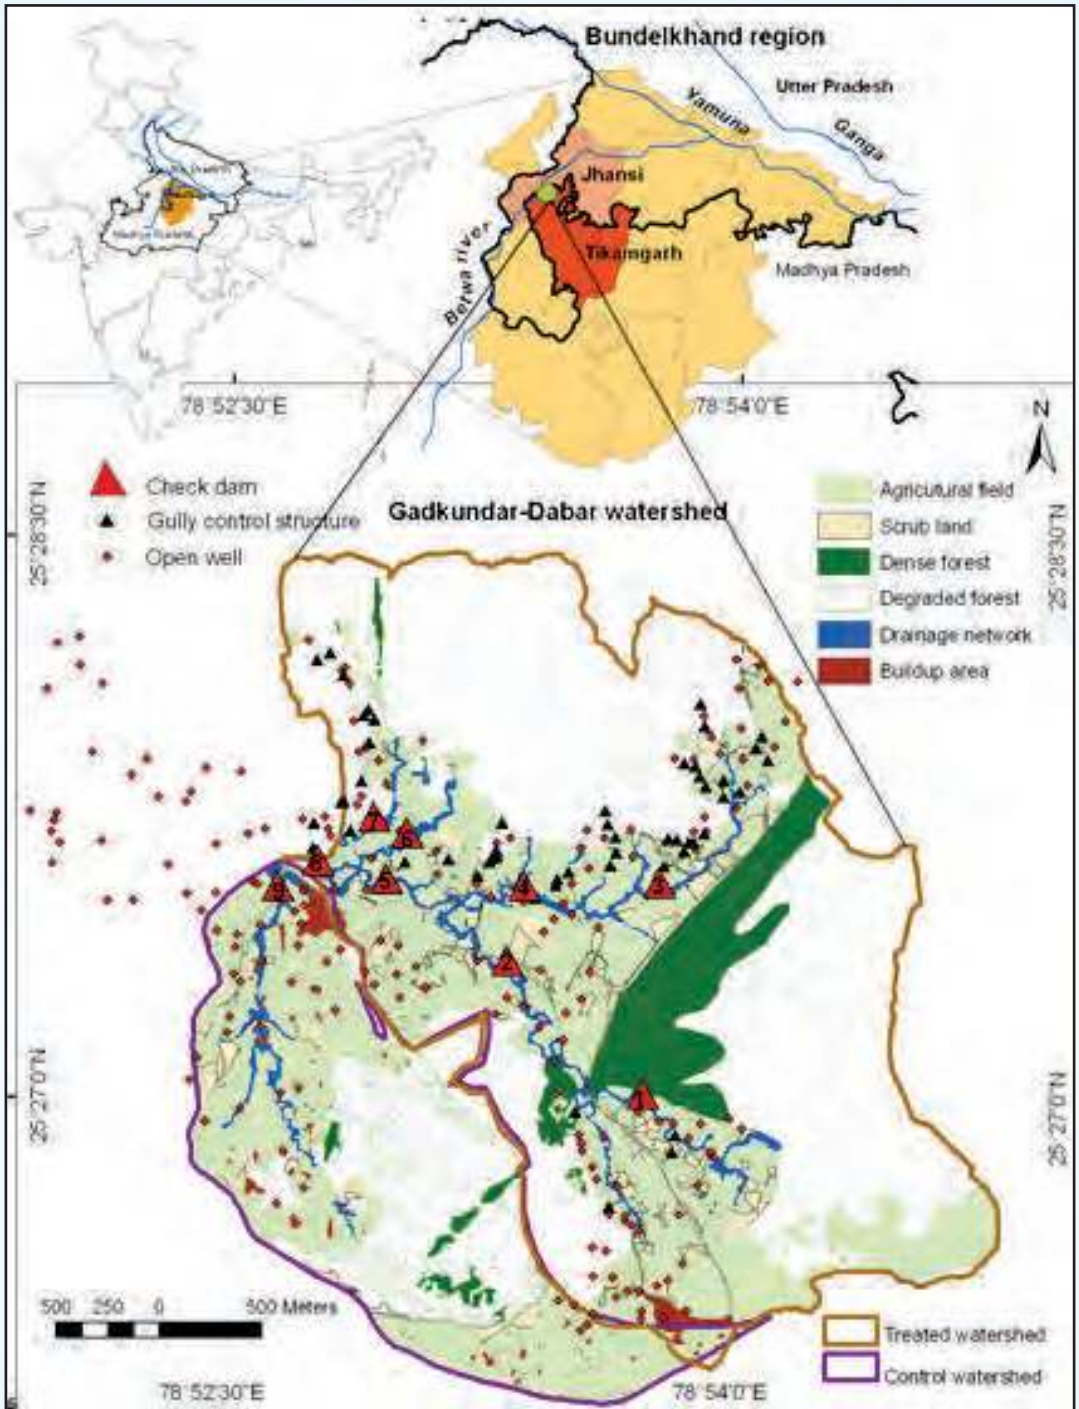 Bundelkhand region
Utter Pradesh
Yamuna
Ganga
Jhansi
Tikamgarh
Betwa river
Madhya Pradesh
Madhya Pradesh
78°52'30"E
78°54'0"E
N
Check dam
Gully control structure
Open well
Gadkundar-Dabar watershed
Agricutural field
Scrub land
Dense forest
Degraded forest
Drainage network
Buildup area
25°28'30"N
25°28'30"N
7
6
8
5
9
4
3
2
1
25°27'0"N
25°27'0"N
500 250 0 500 Meters
Treated watershed
Control watershed
78°52'30"E
78°54'0"E